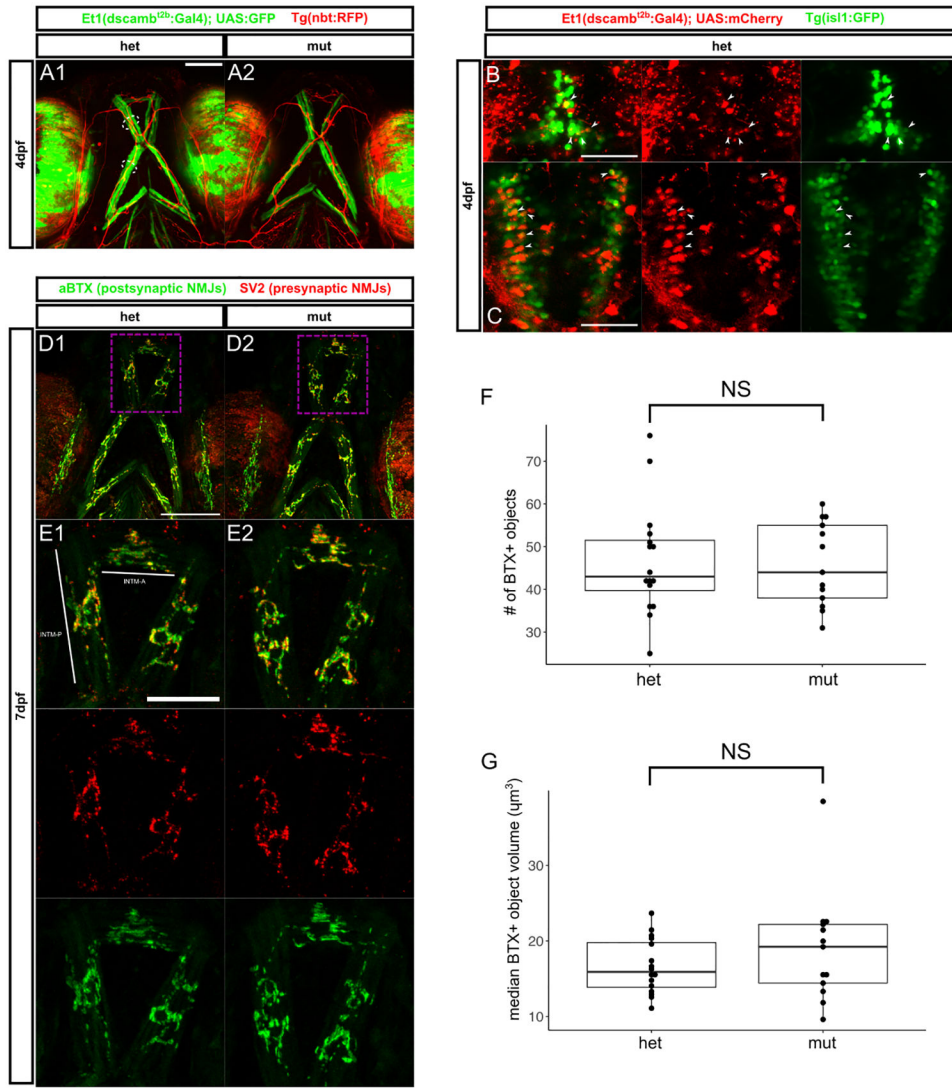 Et1(dscambt2b:Gal4); UAS:GFP Tg(nbt:RFP)
het mut
4dpf
A1 A2
Et1(dscambt2b:Gal4); UAS:mCherry Tg(isl1:GFP)
het
4dpf
B
C
aBTX (postsynaptic NMJs) SV2 (presynaptic NMJs)
het mut
7dpf
D1 D2
E1 E2
INTM-A
INTM-P
F
NS
# of BTX+ objects
70
60
50
40
30
het mut
G
NS
median BTX+ object volume (µm³)
30
20
10
het mut